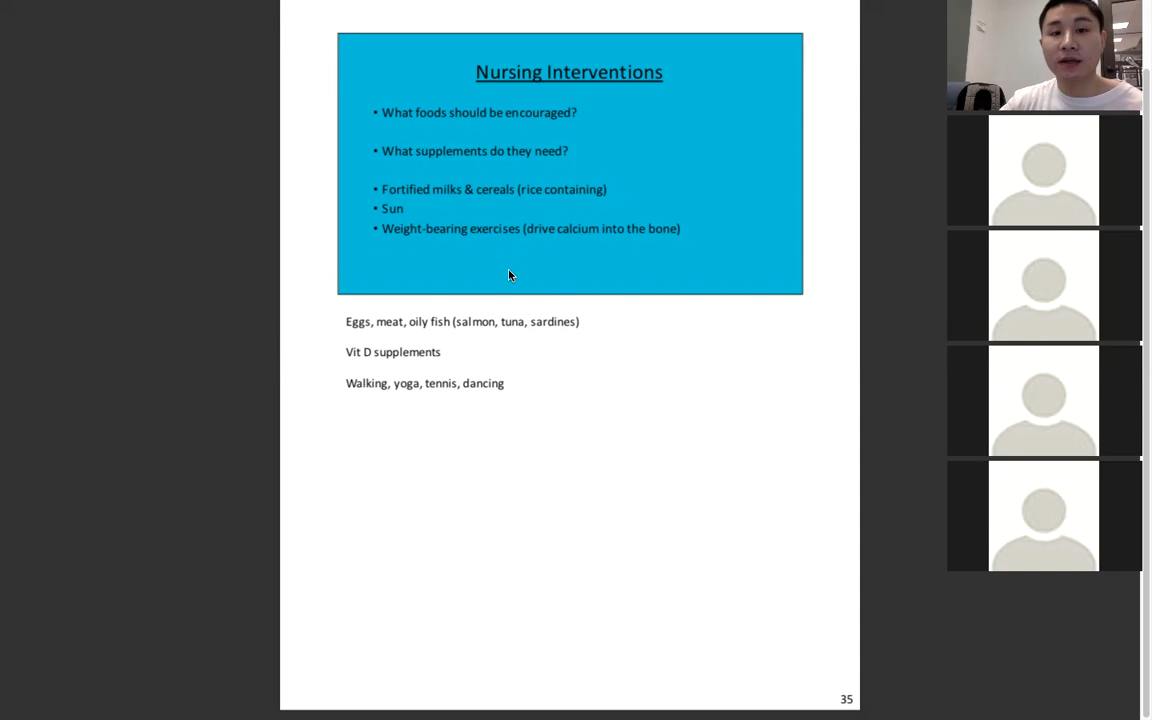 Nursing Interventions
• What foods should be encouraged?
• What supplements do they need?
• Fortified milks & cereals (rice containing)
• Sun
• Weight-bearing exercises (drive calcium into the bone)
Eggs, meat, oily fish (salmon, tuna, sardines)
Vit D supplements
Walking, yoga, tennis, dancing
35